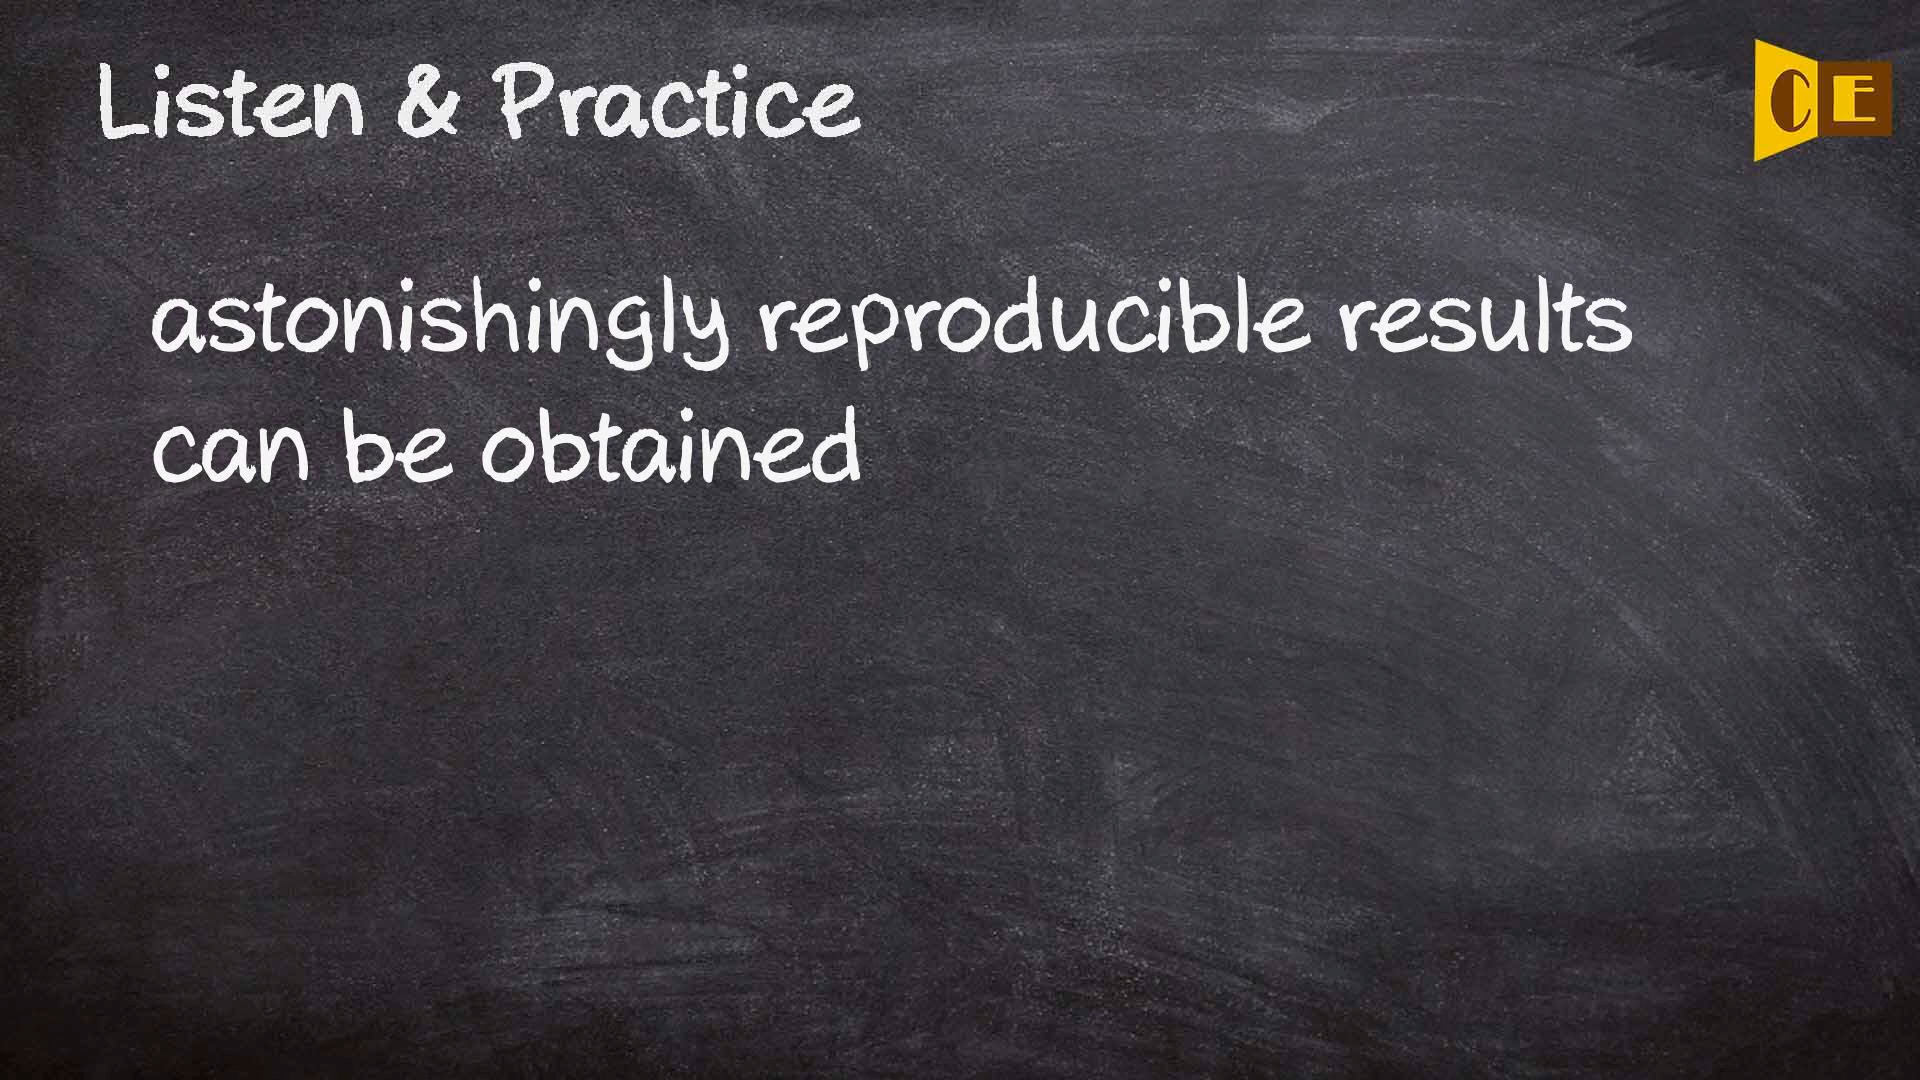 Listen & Practice
CE
astonishingly reproducible results
can be obtained